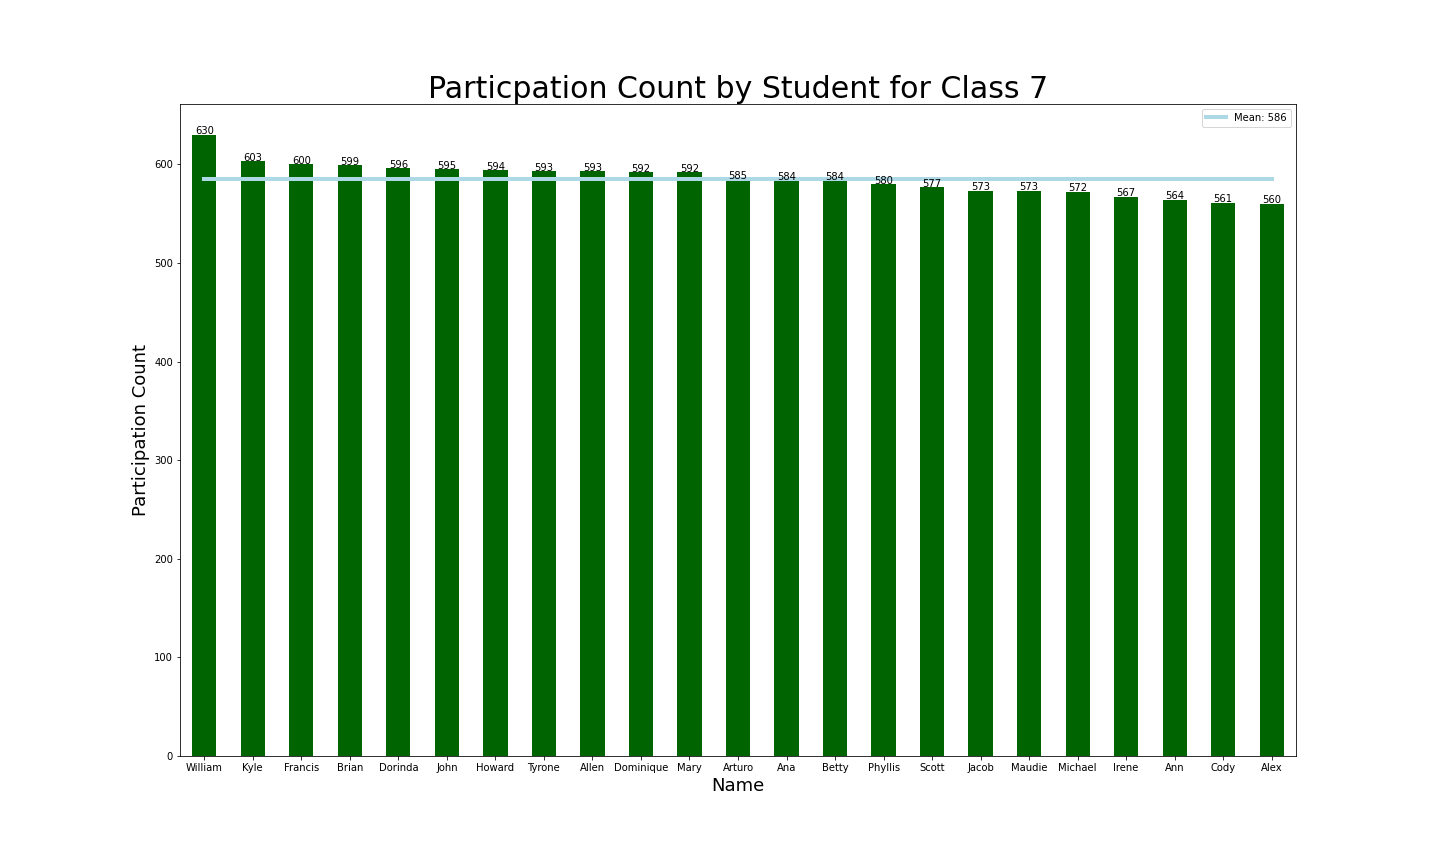 Particpation Count by Student for Class 7
Mean: 586
630 603 600 599 596 595 594 593 593 592 592 585 584 584 580 577 573 573 572 567 564 561 560
600
500
400
300
200
100
0
Participation Count
William Kyle Francis Brian Dorinda John Howard Tyrone Allen Dominique Mary Arturo Ana Betty Phyllis Scott Jacob Maudie Michael Irene Ann Cody Alex
Name